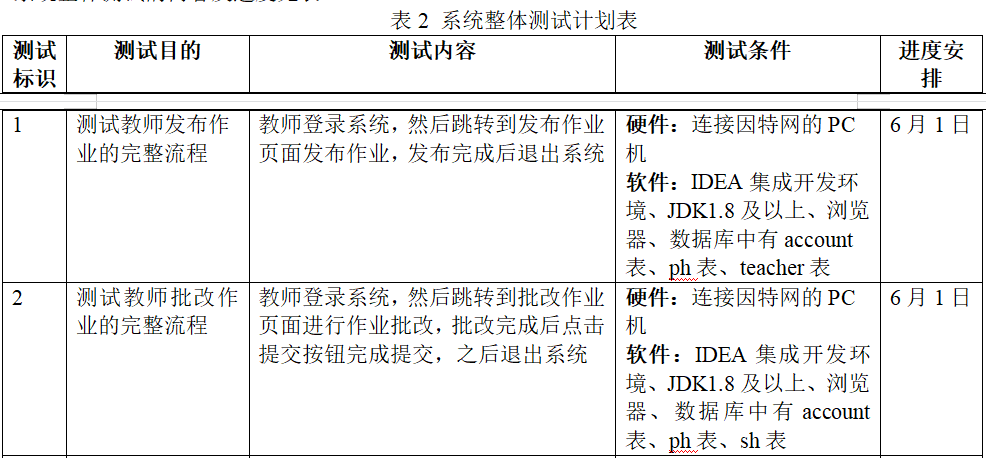 表 2 系统整体测试计划表
测试标识 测试目的 测试内容 测试条件 进度安排
1
测试教师发布作
业的完整流程
教师登录系统，然后跳转到发布作业
页面发布作业，发布完成后退出系统
硬件：连接因特网的 PC
机
软件：IDEA 集成开发环
境、JDK1.8 及以上、浏览
器、数据库中有 account
表、ph 表、teacher 表
6 月 1 日
2
测试教师批改作
业的完整流程
教师登录系统，然后跳转到批改作业
页面进行作业批改，批改完成后点击
提交按钮完成提交，之后退出系统
硬件：连接因特网的 PC
机
软件：IDEA 集成开发环
境、JDK1.8 及以上、浏览
器、数据库中有 account
表、ph 表、sh 表
6 月 1 日